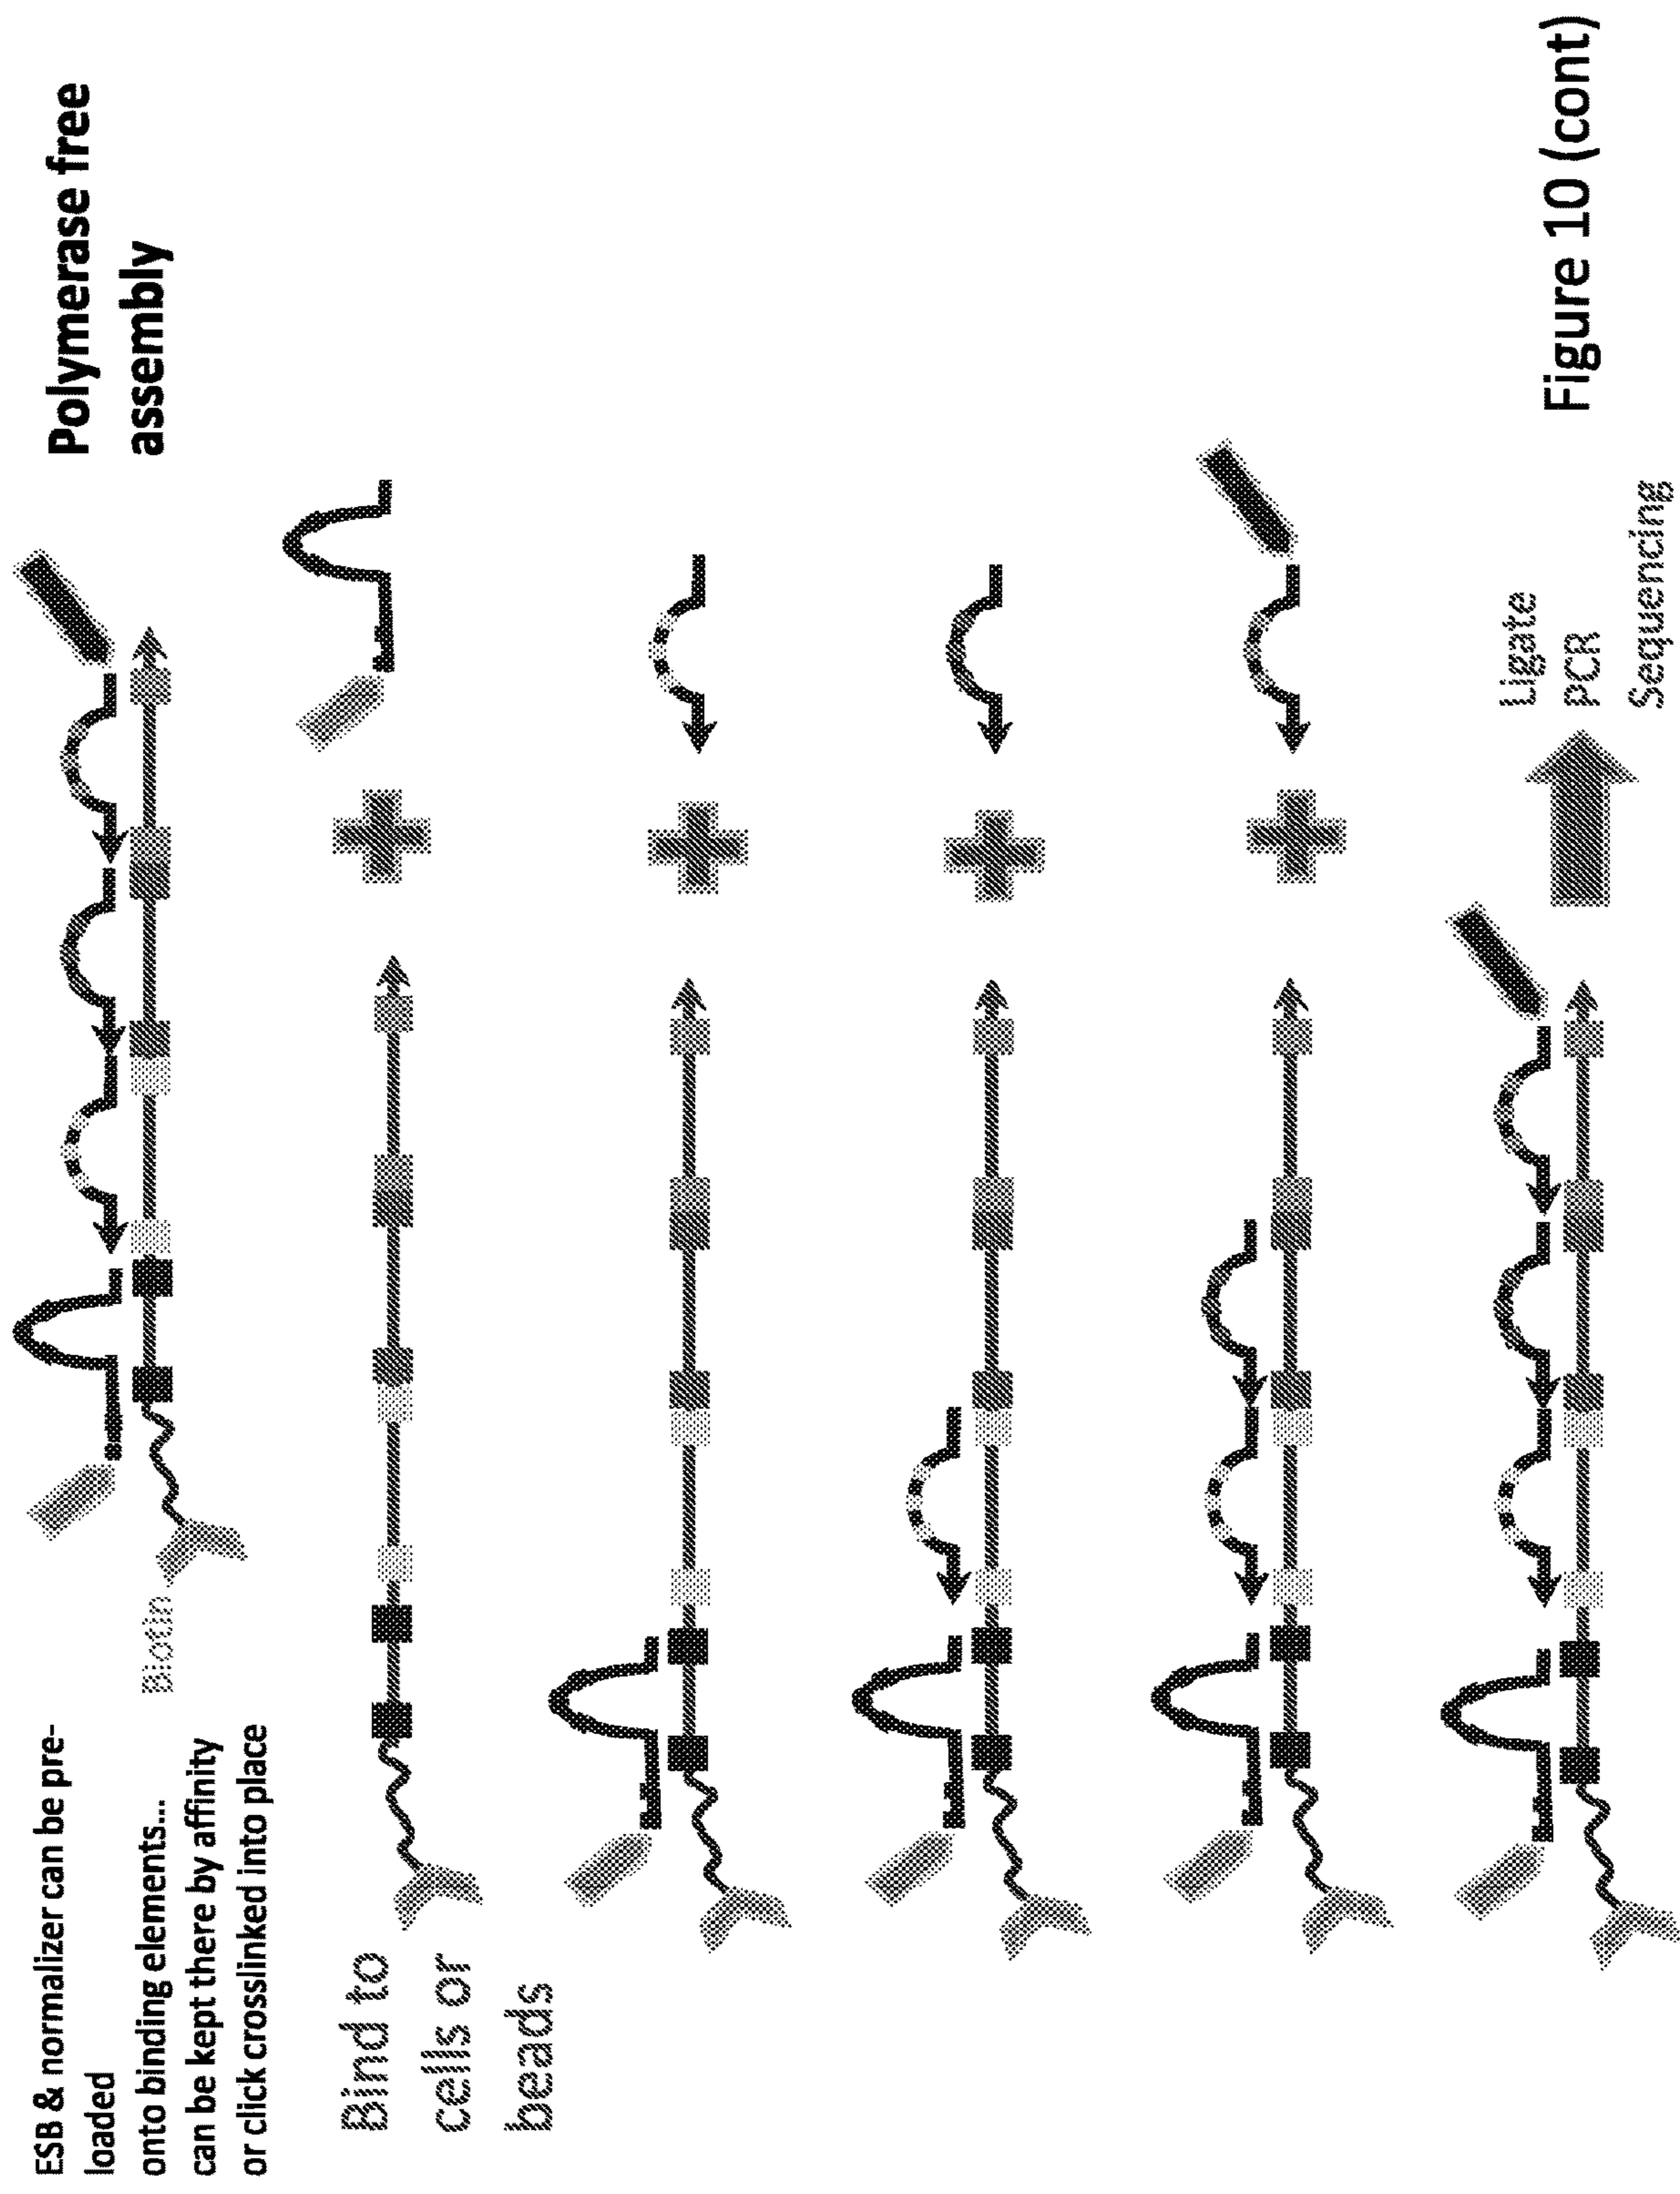 Polymerase free
assembly
ESB & normalizer can be pre-
loaded
onto binding elements...
can be kept there by affinity
or click crosslinked into place
Biotin
Bind to
cells or
beads
Ligate
PCR
Sequencing
Figure 10 (cont)